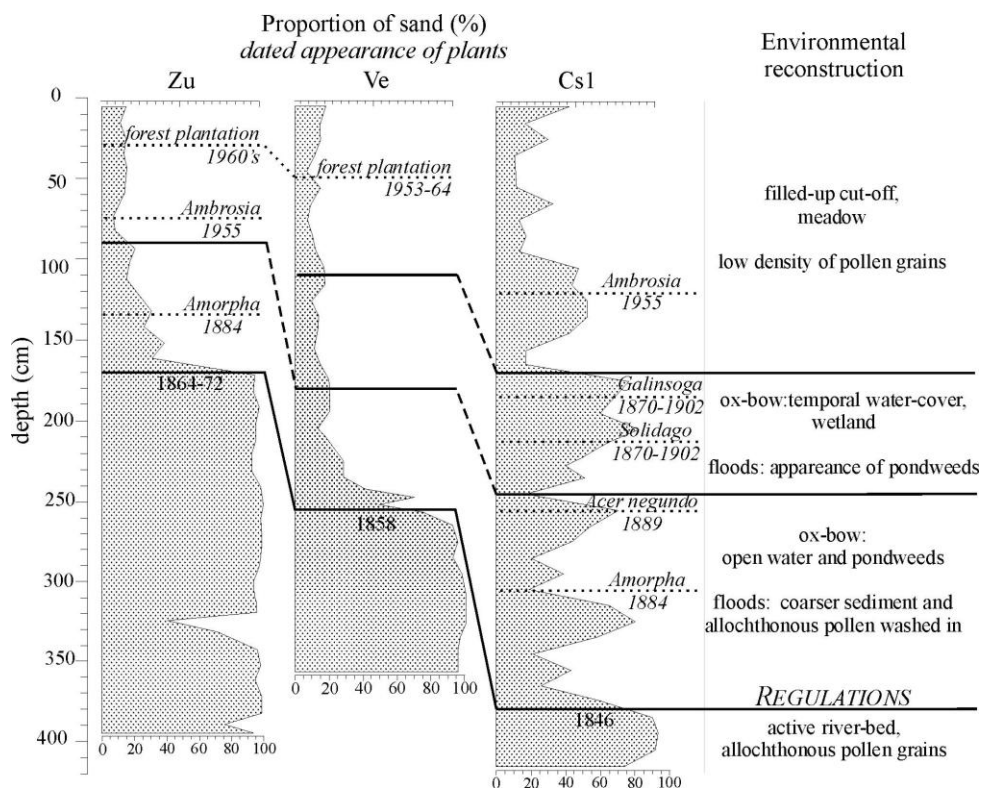 Proportion of sand (%)
dated appearance of plants
Zu
Ve
Cs1
Environmental
reconstruction
depth (cm)
0
50
100
150
200
250
300
350
400
forest plantation
1960's
Ambrosia
1955
Amorpha
1884
1864-72
0 20 40 60 80 100
forest plantation
1953-64
1858
0 20 40 60 80 100
Ambrosia
1955
Galinsoga
1870-1902
Solidago
1870-1902
Acer negundo
1889
Amorpha
1884
1846
0 20 40 60 80 100
filled-up cut-off,
meadow
low density of pollen grains
ox-bow:temporal water-cover,
wetland
floods: appareance of pondweeds
ox-bow:
open water and pondweeds
floods: coarser sediment and
allochthonous pollen washed in
REGULATIONS
active river-bed,
allochthonous pollen grains